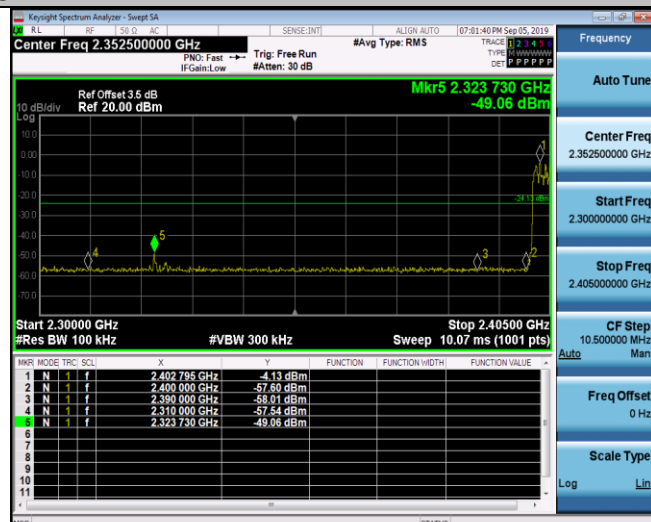 Keysight Spectrum Analyzer - Swept SA
RL RF 50 Ω AC SENSE:INT ALIGN AUTO 07:01:40 PM Sep 05, 2019
Center Freq 2.352500000 GHz
PNO: Fast
IFGain:Low
Trig: Free Run
#Atten: 30 dB
#Avg Type: RMS
TRACE 1 2 3 4 5 6
TYPE M WWWWW
DET P P P P P P
Ref Offset 3.5 dB
Ref 20.00 dBm
Mkr5 2.323 730 GHz
-49.06 dBm
10 dB/div
Log
10.0
0.00
-10.0
-20.0
-30.0
-40.0
-50.0
-60.0
-70.0
1
-24.13 dBm
5
4
3
2
Start 2.30000 GHz Stop 2.40500 GHz
#Res BW 100 kHz #VBW 300 kHz Sweep 10.07 ms (1001 pts)
MKR MODE TRC SCL X Y FUNCTION FUNCTION WIDTH FUNCTION VALUE
1 N 1 f 2.402 795 GHz -4.13 dBm
2 N 1 f 2.400 000 GHz -57.60 dBm
3 N 1 f 2.390 000 GHz -58.01 dBm
4 N 1 f 2.310 000 GHz -57.54 dBm
5 N 1 f 2.323 730 GHz -49.06 dBm
6
7
8
9
10
11
MSG STATUS
Frequency
Auto Tune
Center Freq
2.352500000 GHz
Start Freq
2.300000000 GHz
Stop Freq
2.405000000 GHz
CF Step
10.500000 MHz
Auto Man
Freq Offset
0 Hz
Scale Type
Log Lin